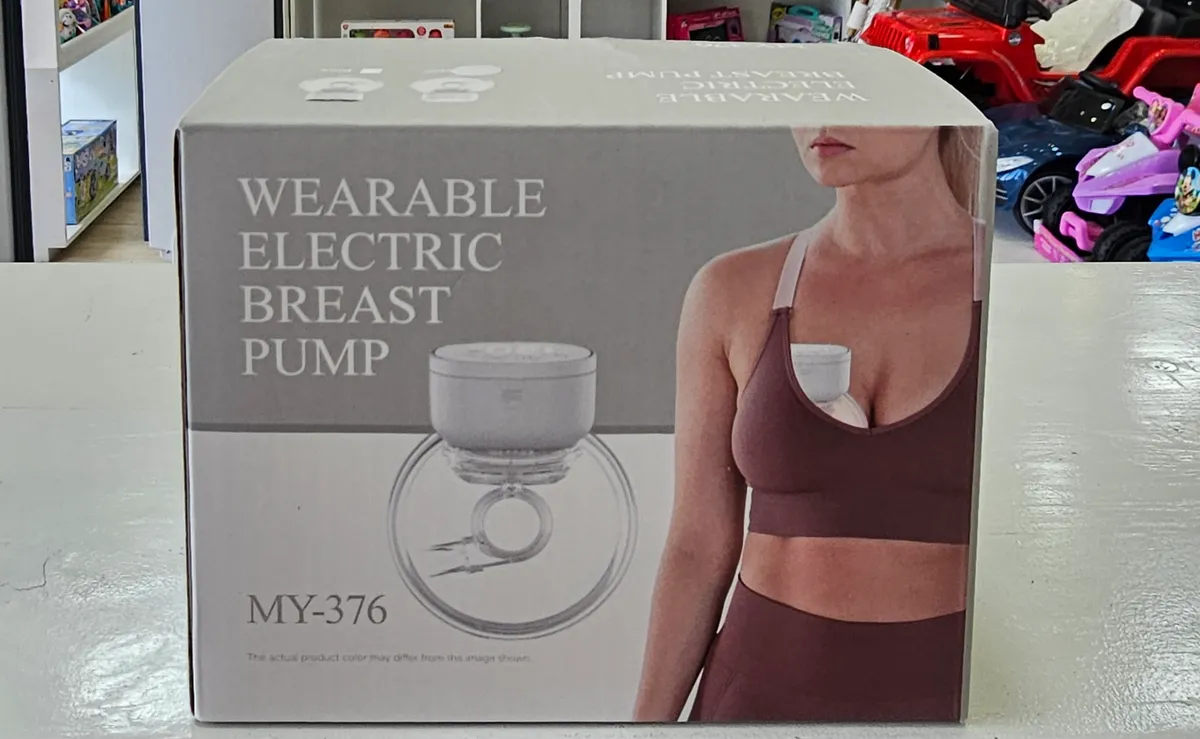 WEARABLE
ELECTRIC
BREAST PUMP
WEARABLE
ELECTRIC
BREAST
PUMP
MY-376
The actual product color may differ from the image shown.